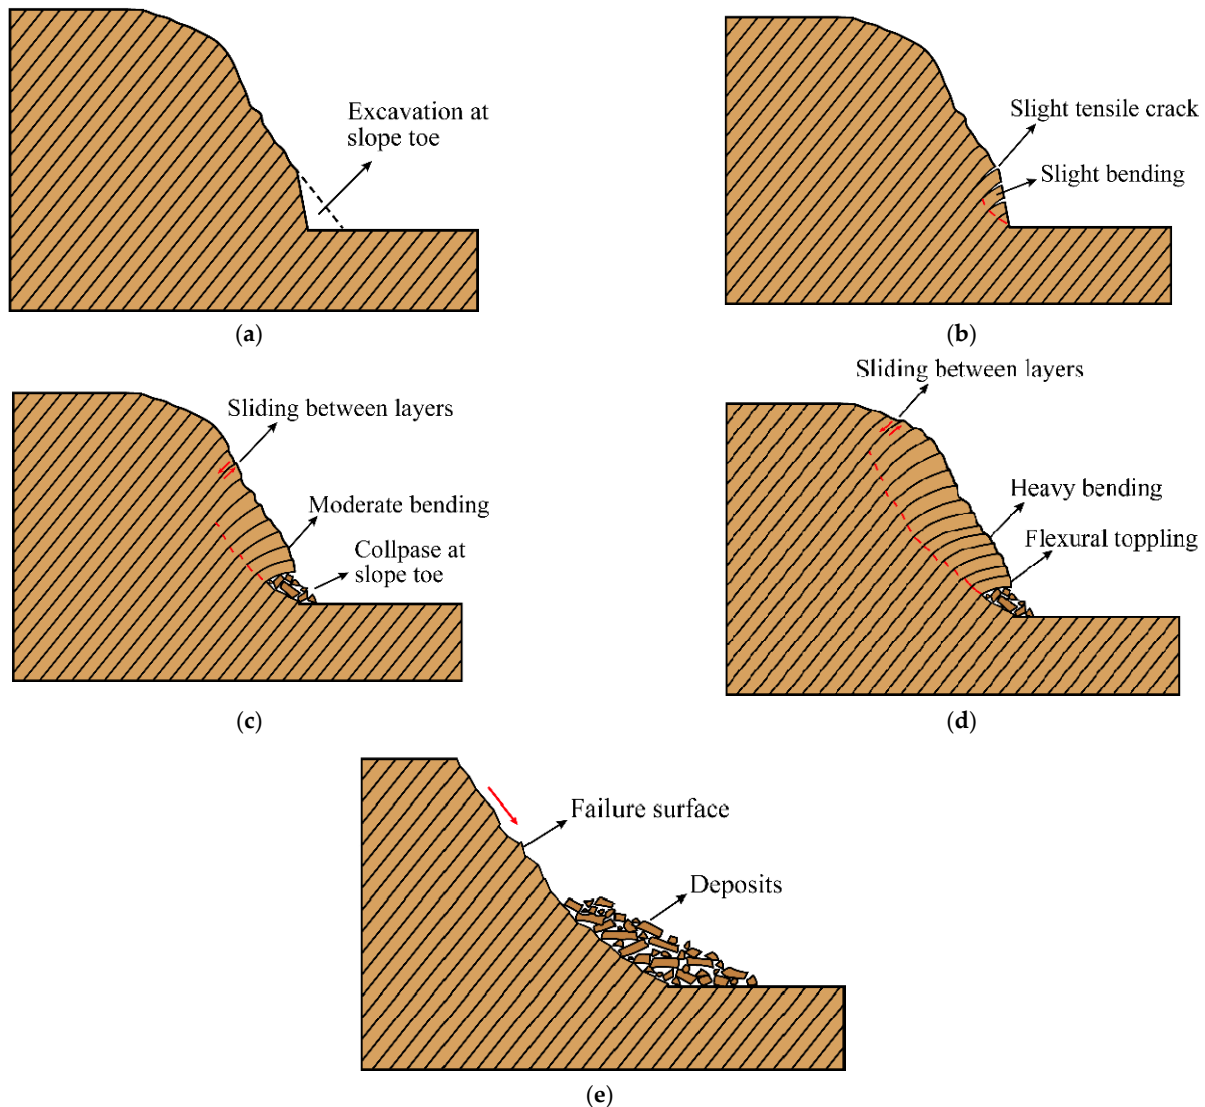 Excavation at
slope toe
(a)
Slight tensile crack
Slight bending
(b)
Sliding between layers
Moderate bending
Collpase at
slope toe
(c)
Sliding between layers
Heavy bending
Flexural toppling
(d)
Failure surface
Deposits
(e)